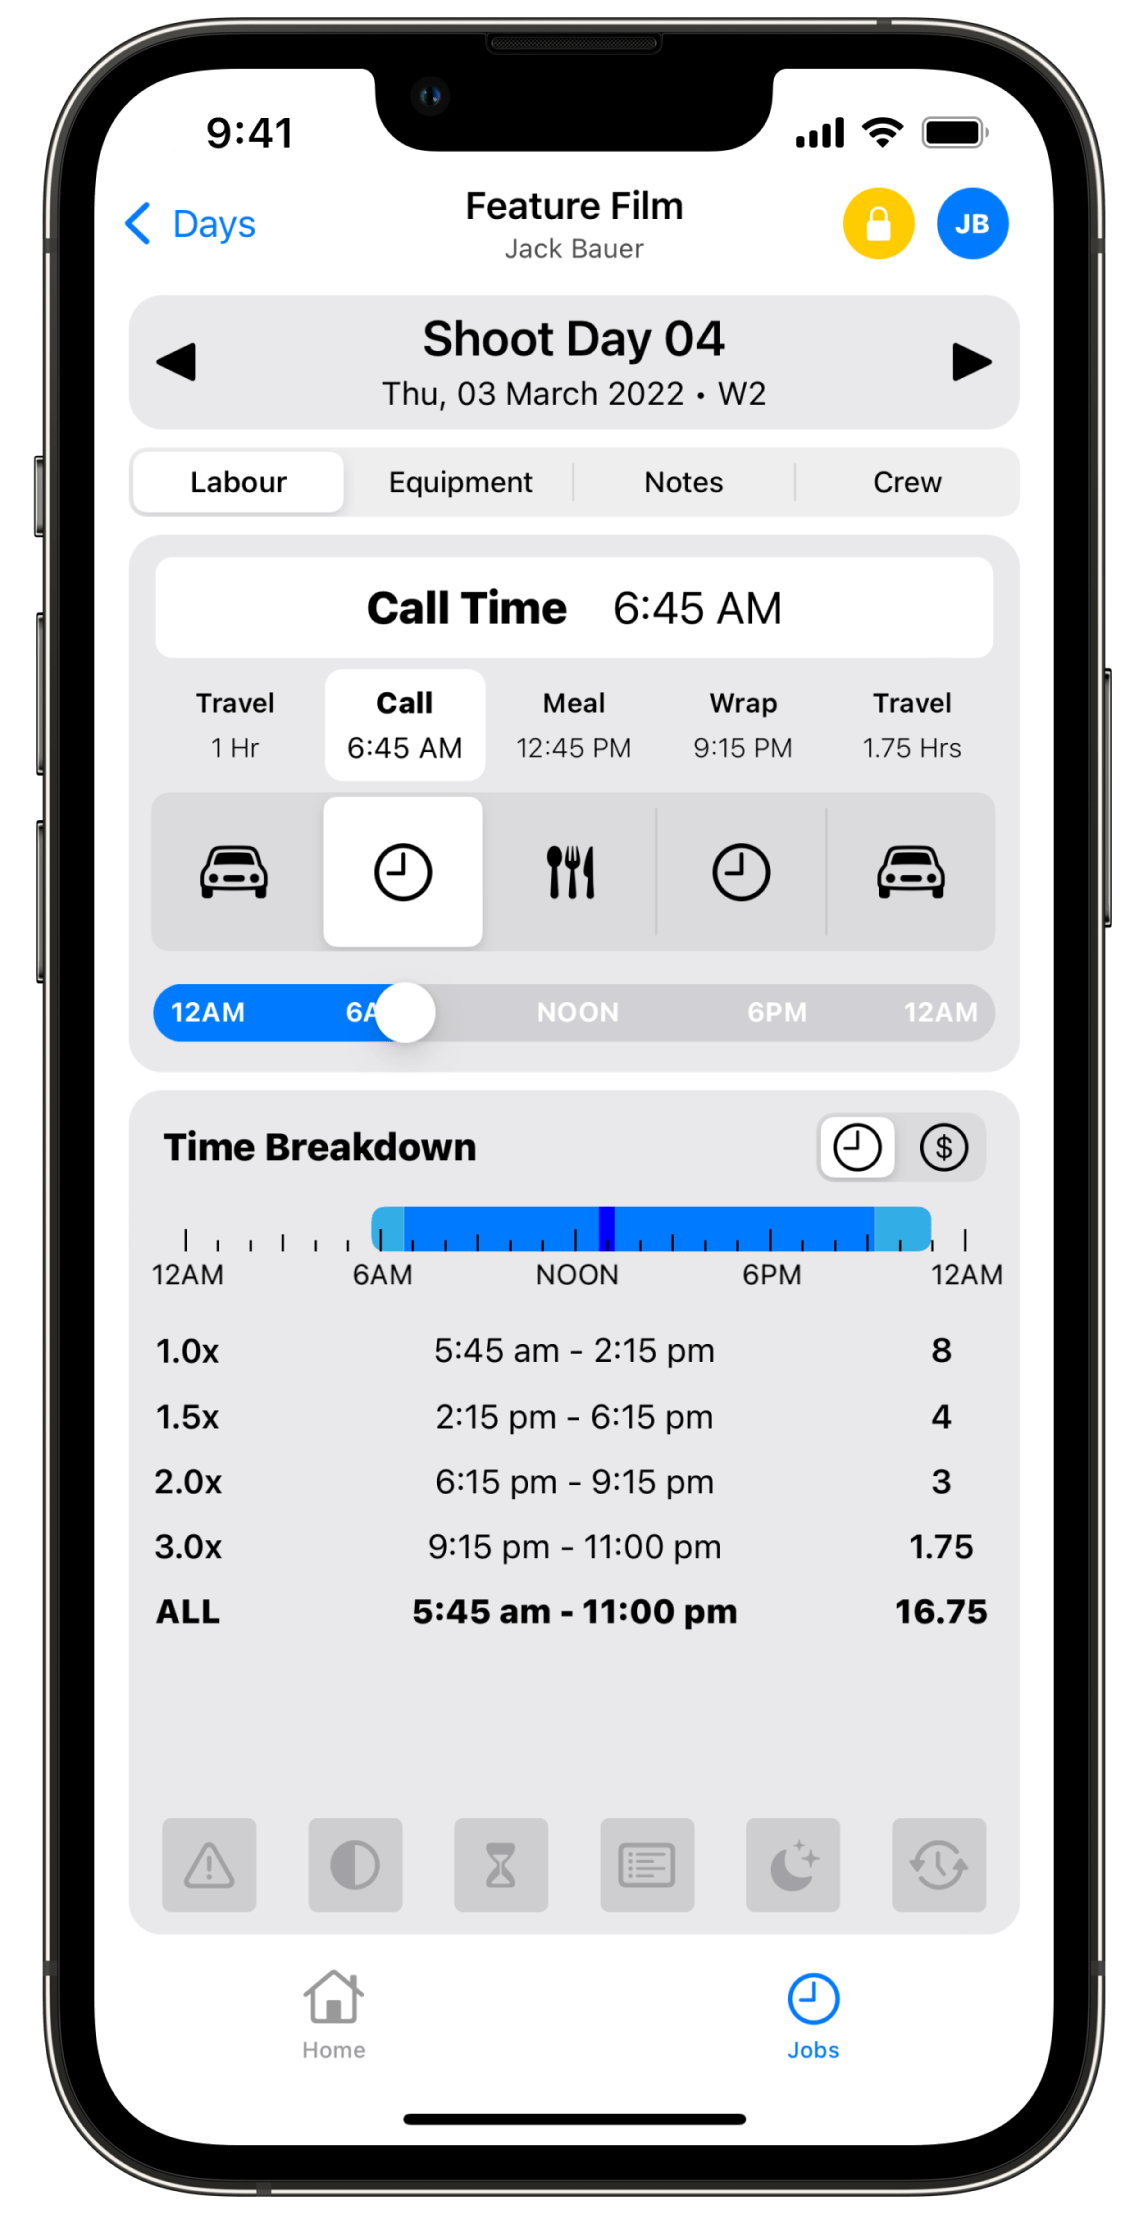 9:41
Days
Feature Film
Jack Bauer
JB
Shoot Day 04
Thu, 03 March 2022 • W2
Labour Equipment Notes Crew
Call Time 6:45 AM
Travel Call Meal Wrap Travel
1 Hr 6:45 AM 12:45 PM 9:15 PM 1.75 Hrs
12AM 6A NOON 6PM 12AM
Time Breakdown
$
12AM 6AM NOON 6PM 12AM
1.0x 5:45 am - 2:15 pm 8
1.5x 2:15 pm - 6:15 pm 4
2.0x 6:15 pm - 9:15 pm 3
3.0x 9:15 pm - 11:00 pm 1.75
ALL 5:45 am - 11:00 pm 16.75
Home Jobs